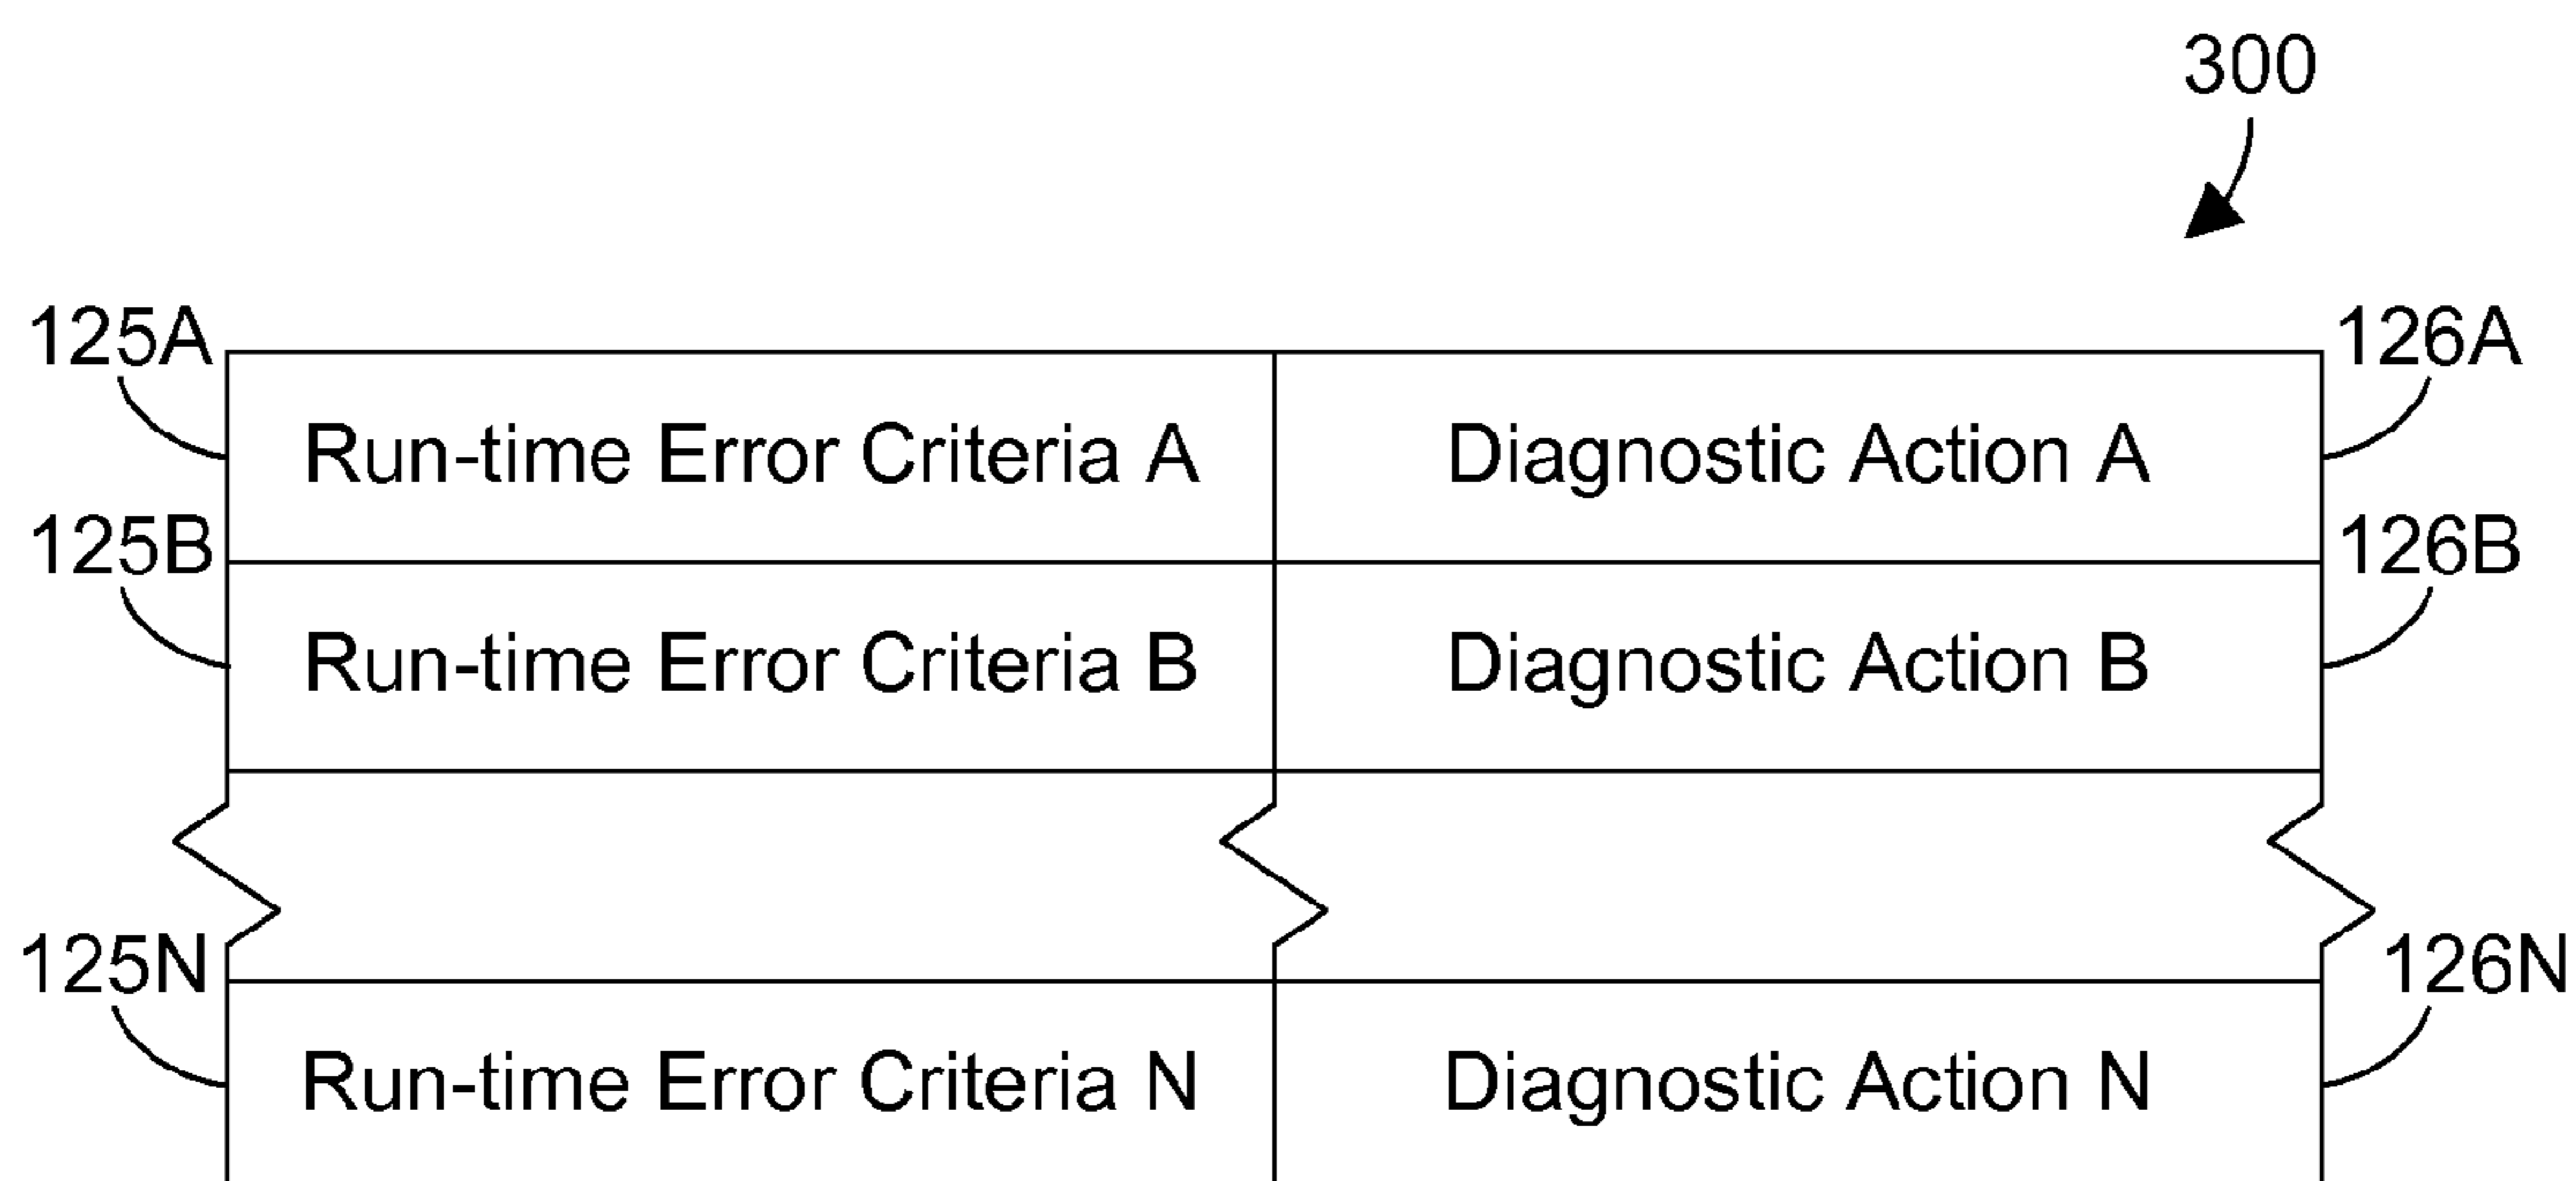 300
125A
126A
Run-time Error Criteria A
Diagnostic Action A
125B
126B
Run-time Error Criteria B
Diagnostic Action B
125N
126N
Run-time Error Criteria N
Diagnostic Action N